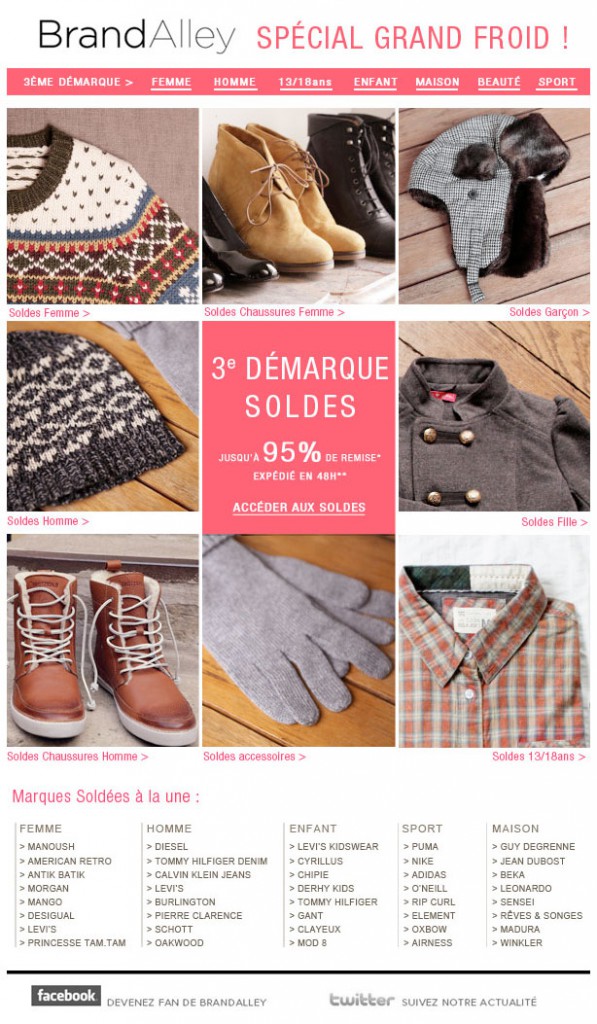 BrandAlley SPÉCIAL GRAND FROID !
3ÈME DÉMARQUE > FEMME HOMME 13/18ans ENFANT MAISON BEAUTÉ SPORT
Soldes Femme > Soldes Chaussures Femme > Soldes Garçon >
3e DÉMARQUE
SOLDES
JUSQU'À 95% DE REMISE*
EXPÉDIÉ EN 48H**
ACCÉDER AUX SOLDES
Soldes Homme > Soldes Fille >
Soldes Chaussures Homme > Soldes accessoires > Soldes 13/18ans >
Marques Soldées à la une :
FEMME
> MANOUSH
> AMERICAN RETRO
> ANTIK BATIK
> MORGAN
> MANGO
> DESIGUAL
> LEVI'S
> PRINCESSE TAM.TAM
HOMME
> DIESEL
> TOMMY HILFIGER DENIM
> CALVIN KLEIN JEANS
> LEVI'S
> BURLINGTON
> PIERRE CLARENCE
> SCHOTT
> OAKWOOD
ENFANT
> LEVI'S KIDSWEAR
> CYRILLUS
> CHIPIE
> DERHY KIDS
> TOMMY HILFIGER
> GANT
> CLAYEUX
> MOD 8
SPORT
> PUMA
> NIKE
> ADIDAS
> O'NEILL
> RIP CURL
> ELEMENT
> OXBOW
> AIRNESS
MAISON
> GUY DEGRENNE
> JEAN DUBOST
> BEKA
> LEONARDO
> SENSEI
> RÊVES & SONGES
> MADURA
> WINKLER
facebook DEVENEZ FAN DE BRANDALLEY twitter SUIVEZ NOTRE ACTUALITÉ